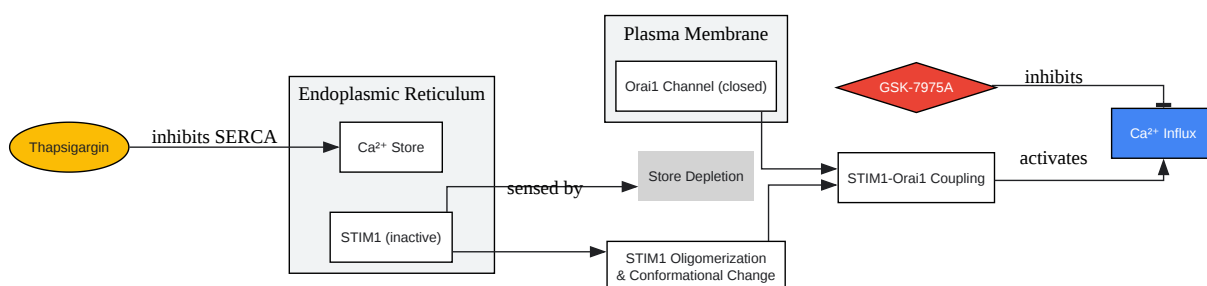 Plasma Membrane
Orai1 Channel (closed)
GSK-7975A
inhibits
Endoplasmic Reticulum
Thapsigargin
inhibits SERCA
Ca²⁺ Store
Ca²⁺ Influx
sensed by
Store Depletion
STIM1-Orai1 Coupling
activates
STIM1 (inactive)
STIM1 Oligomerization
& Conformational Change